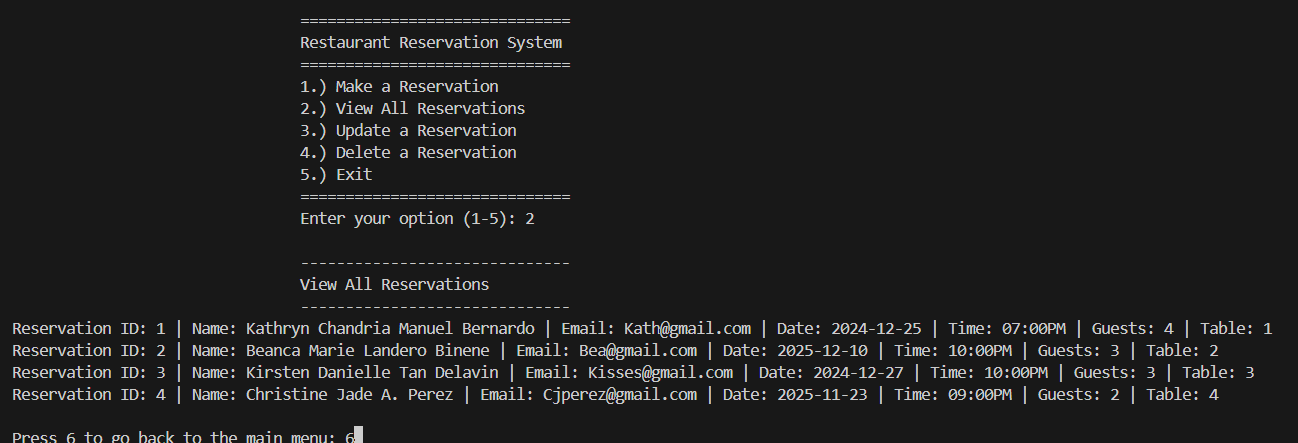 ==============================
Restaurant Reservation System
==============================
1.) Make a Reservation
2.) View All Reservations
3.) Update a Reservation
4.) Delete a Reservation
5.) Exit
==============================
Enter your option (1-5): 2
------------------------------
View All Reservations
------------------------------
Reservation ID: 1 | Name: Kathryn Chandria Manuel Bernardo | Email: Kath@gmail.com | Date: 2024-12-25 | Time: 07:00PM | Guests: 4 | Table: 1
Reservation ID: 2 | Name: Beanca Marie Landero Binene | Email: Bea@gmail.com | Date: 2025-12-10 | Time: 10:00PM | Guests: 3 | Table: 2
Reservation ID: 3 | Name: Kirsten Danielle Tan Delavin | Email: Kisses@gmail.com | Date: 2024-12-27 | Time: 10:00PM | Guests: 3 | Table: 3
Reservation ID: 4 | Name: Christine Jade A. Perez | Email: Cjperez@gmail.com | Date: 2025-11-23 | Time: 09:00PM | Guests: 2 | Table: 4
Press 6 to go back to the main menu: 6